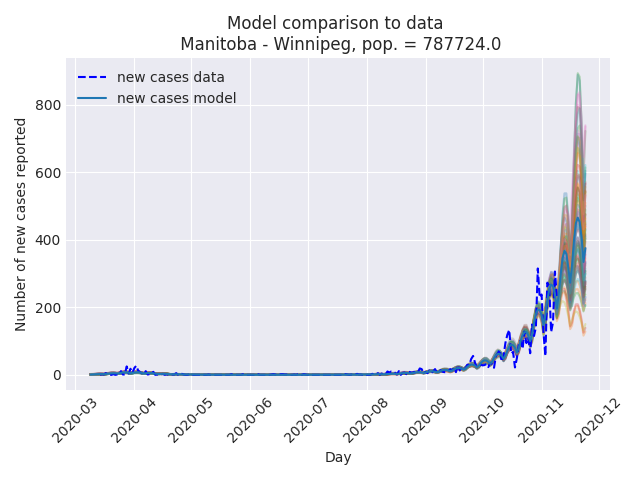 Model comparison to data
Manitoba - Winnipeg, pop. = 787724.0
new cases data
new cases model
Number of new cases reported
800
600
400
200
0
2020-03
2020-04
2020-05
2020-06
2020-07
2020-08
2020-09
2020-10
2020-11
2020-12
Day